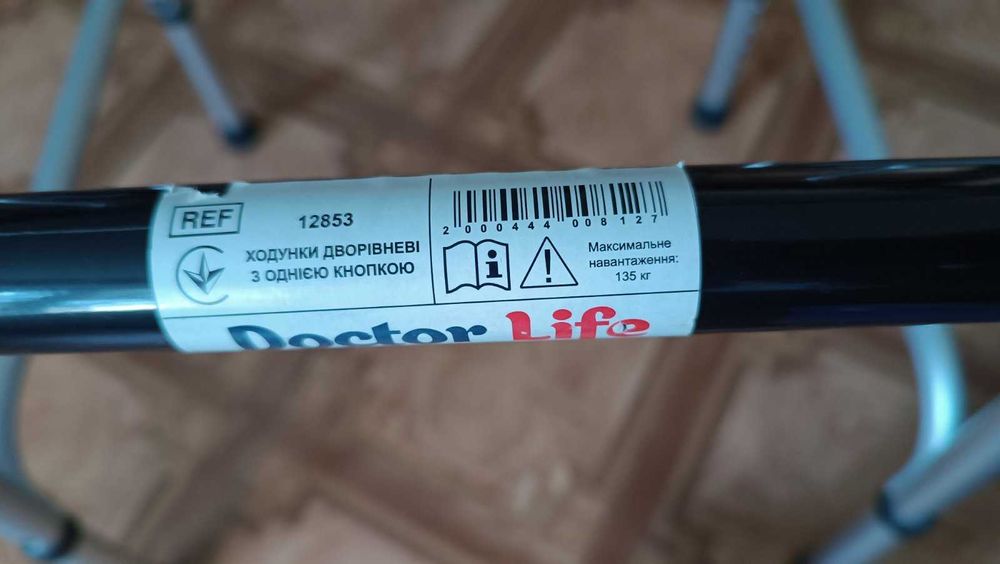 REF 12853
ХОДУНКИ ДВОРІВНЕВІ
З ОДНІЄЮ КНОПКОЮ
2000444008127
Максимальне
навантаження:
135 кг
Doctor Life